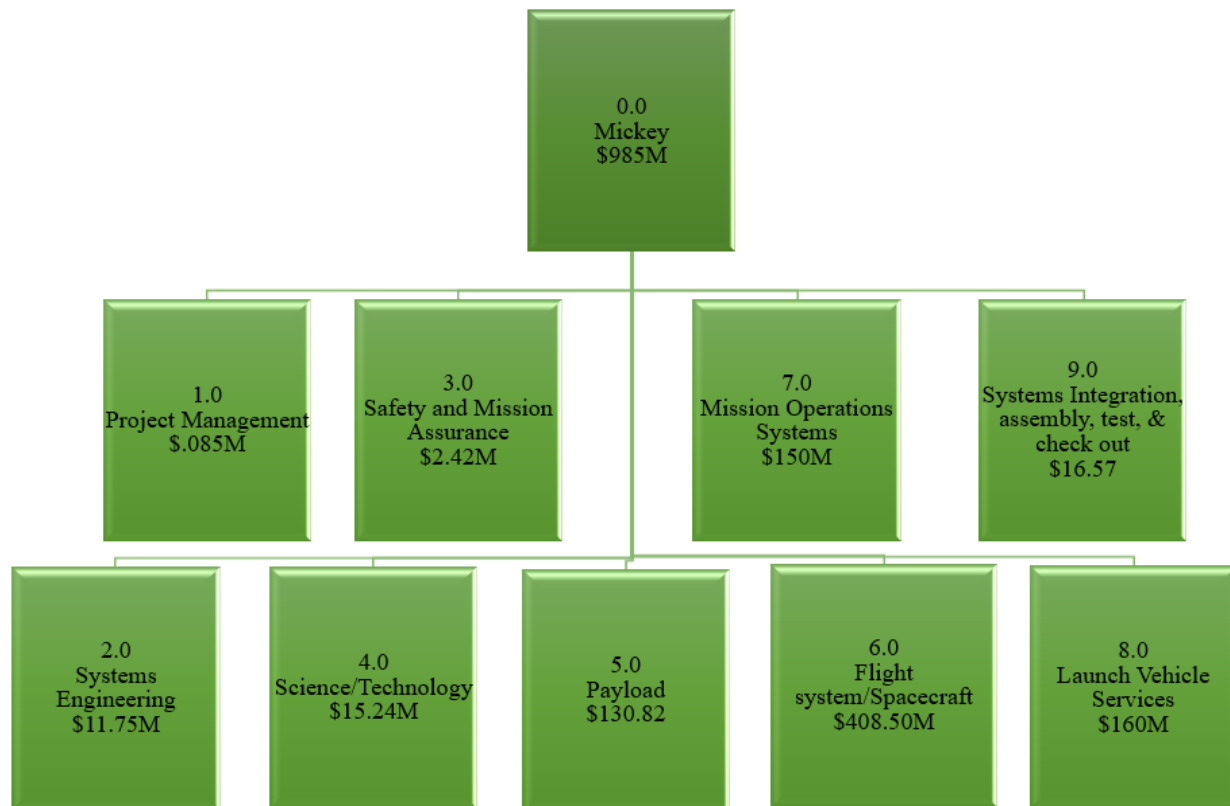 0.0
Mickey
$985M
1.0
Project Management
$.085M
3.0
Safety and Mission
Assurance
$2.42M
7.0
Mission Operations
Systems
$150M
9.0
Systems Integration,
assembly, test, &
check out
$16.57
2.0
Systems
Engineering
$11.75M
4.0
Science/Technology
$15.24M
5.0
Payload
$130.82
6.0
Flight
system/Spacecraft
$408.50M
8.0
Launch Vehicle
Services
$160M